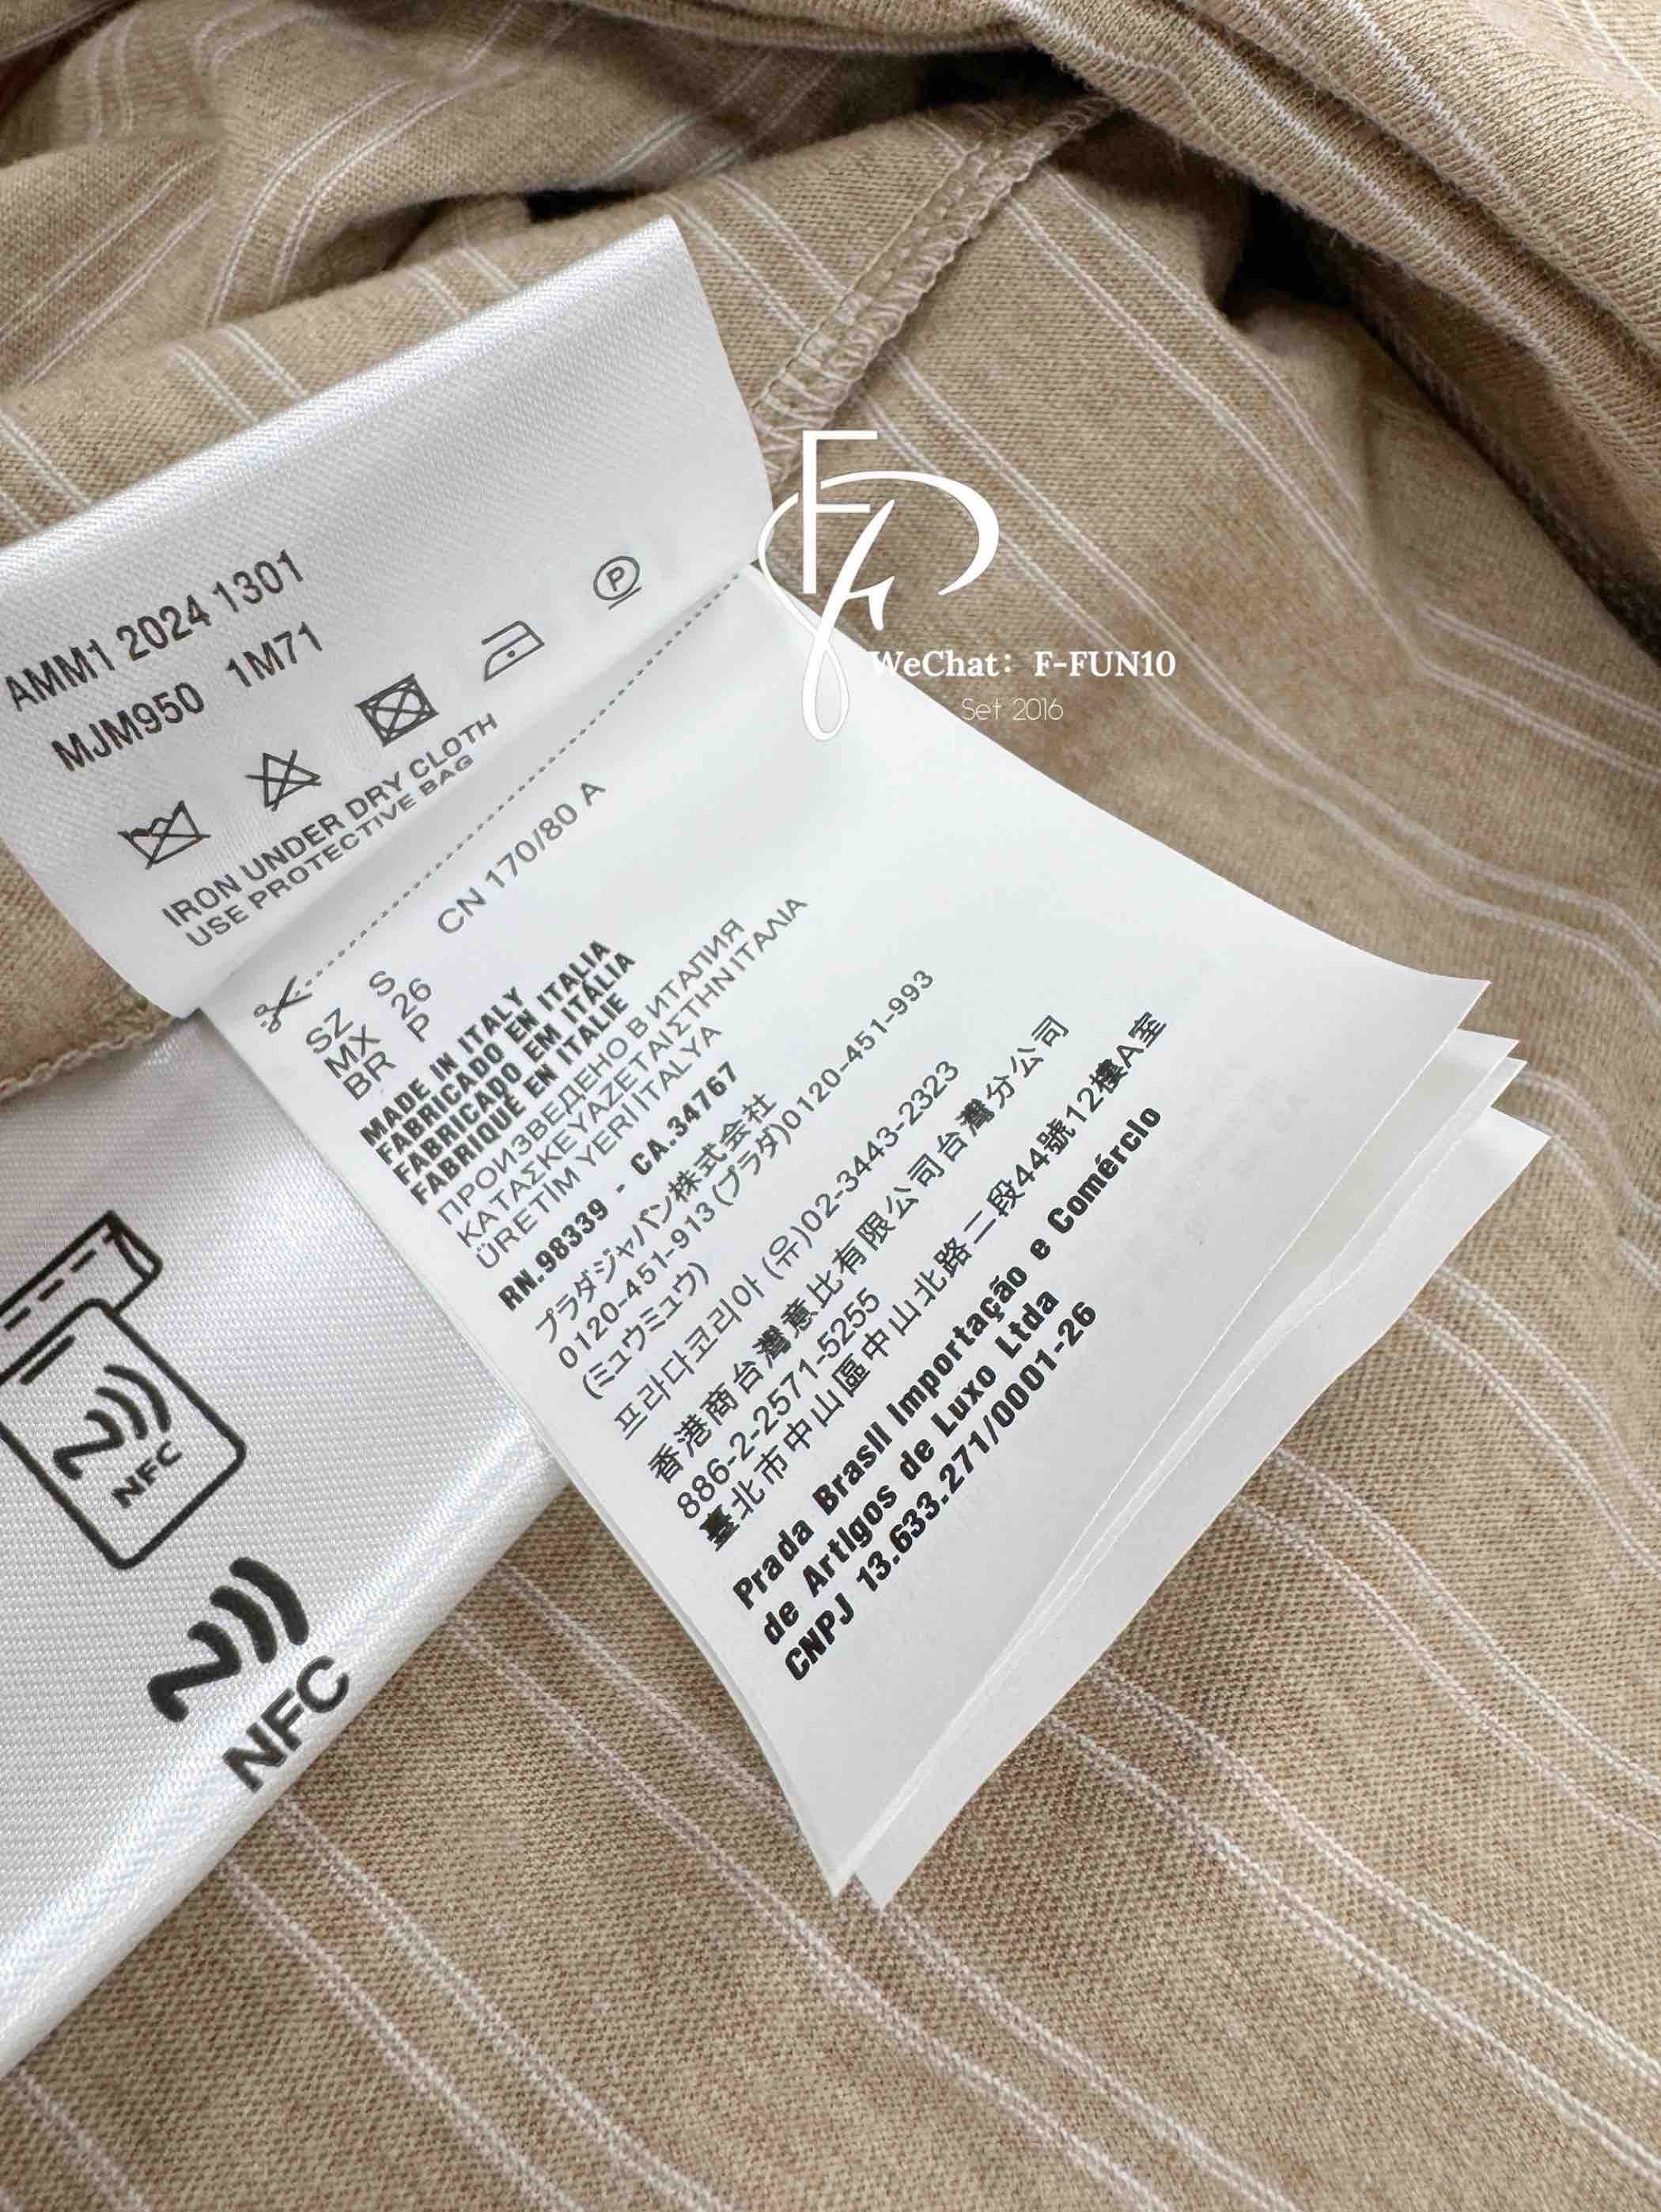 AMM1 2024 1301
MJM950 1M71
P
IRON UNDER DRY CLOTH
USE PROTECTIVE BAG
CN 170/80 A
SZ S
MX 26
BR P
MADE IN ITALY
FABRICADO EN ITALIA
FABRICADO EM ITÁLIA
FABRIQUÉ EN ITALIE
ПРОИЗВЕДЕНО В ИТАПИЯ
ΚΑΤΑΣΚΕΥΑΖΕΤΑΙΣΤΗΝΙΤΑΛΙΑ
ÜRETİM YERİ İTALYA
RN.98339 - CA.34767
プラダジャパン株式会社
0120-451-913(プラダ)0120-451-993
(ミュウミュウ)
프라다코리아(유)02-3443-2323
香港商台灣意比有限公司台灣分公司
886-2-2571-5255
臺北市中山區中山北路二段44號12樓A室
Prada Brasil Importação e Comércio
de Artigos de Luxo Ltda
CNPJ 13.633.271/0001-26
NFC
NFC
WeChat: F-FUN10
Set 2016